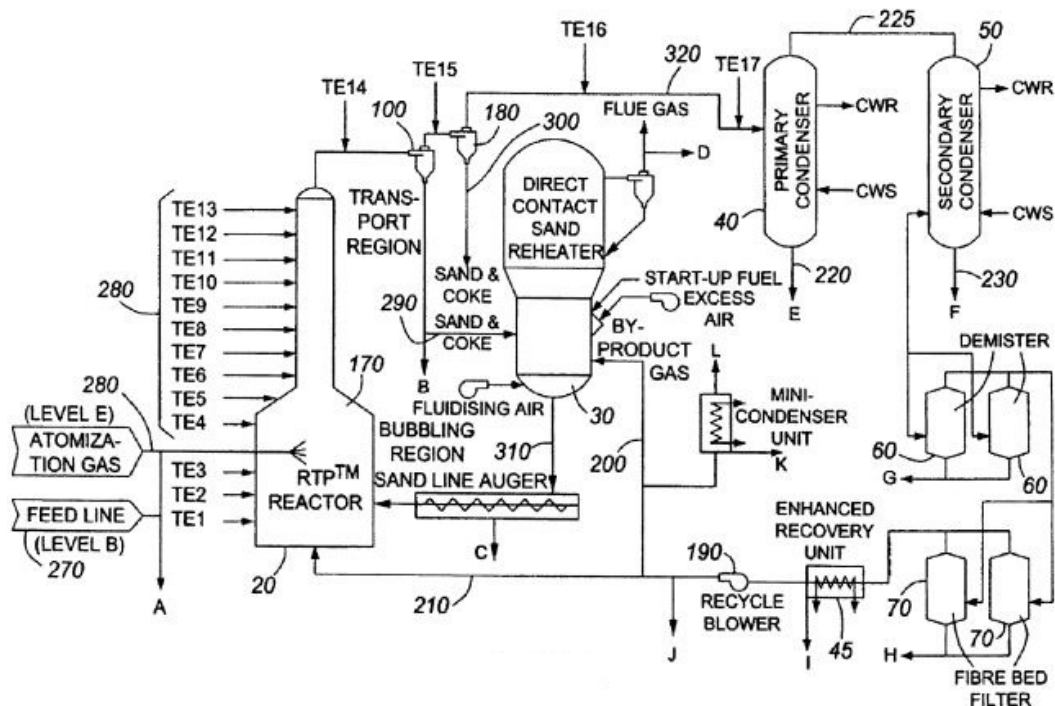 225
TE16
50
320
TE15
TE17
TE14
100
FLUE GAS
CWR
CWR
180
300
D
PRIMARY
CONDENSER
SECONDARY
CONDENSER
DIRECT
CONTACT
SAND
REHEATER
TRANS-
PORT
REGION
CWS
CWS
40
TE13
TE12
TE11
TE10
TE9
TE8
TE7
TE6
TE5
TE4
280
SAND &
COKE
START-UP FUEL
EXCESS
AIR
220
230
E
F
290
SAND &
COKE
BY-
PRODUCT
GAS
DEMISTER
170
B
L
FLUIDISING AIR
30
MINI-
CONDENSER
UNIT
280
(LEVEL E)
ATOMIZA-
TION GAS
BUBBLING
REGION
310
200
K
60
60
G
TE3
TE2
TE1
RTP™
REACTOR
SAND LINE AUGER
FEED LINE
(LEVEL B)
270
ENHANCED
RECOVERY
UNIT
190
C
20
A
210
RECYCLE
BLOWER
70
70
J
I
45
H
FIBRE BED
FILTER